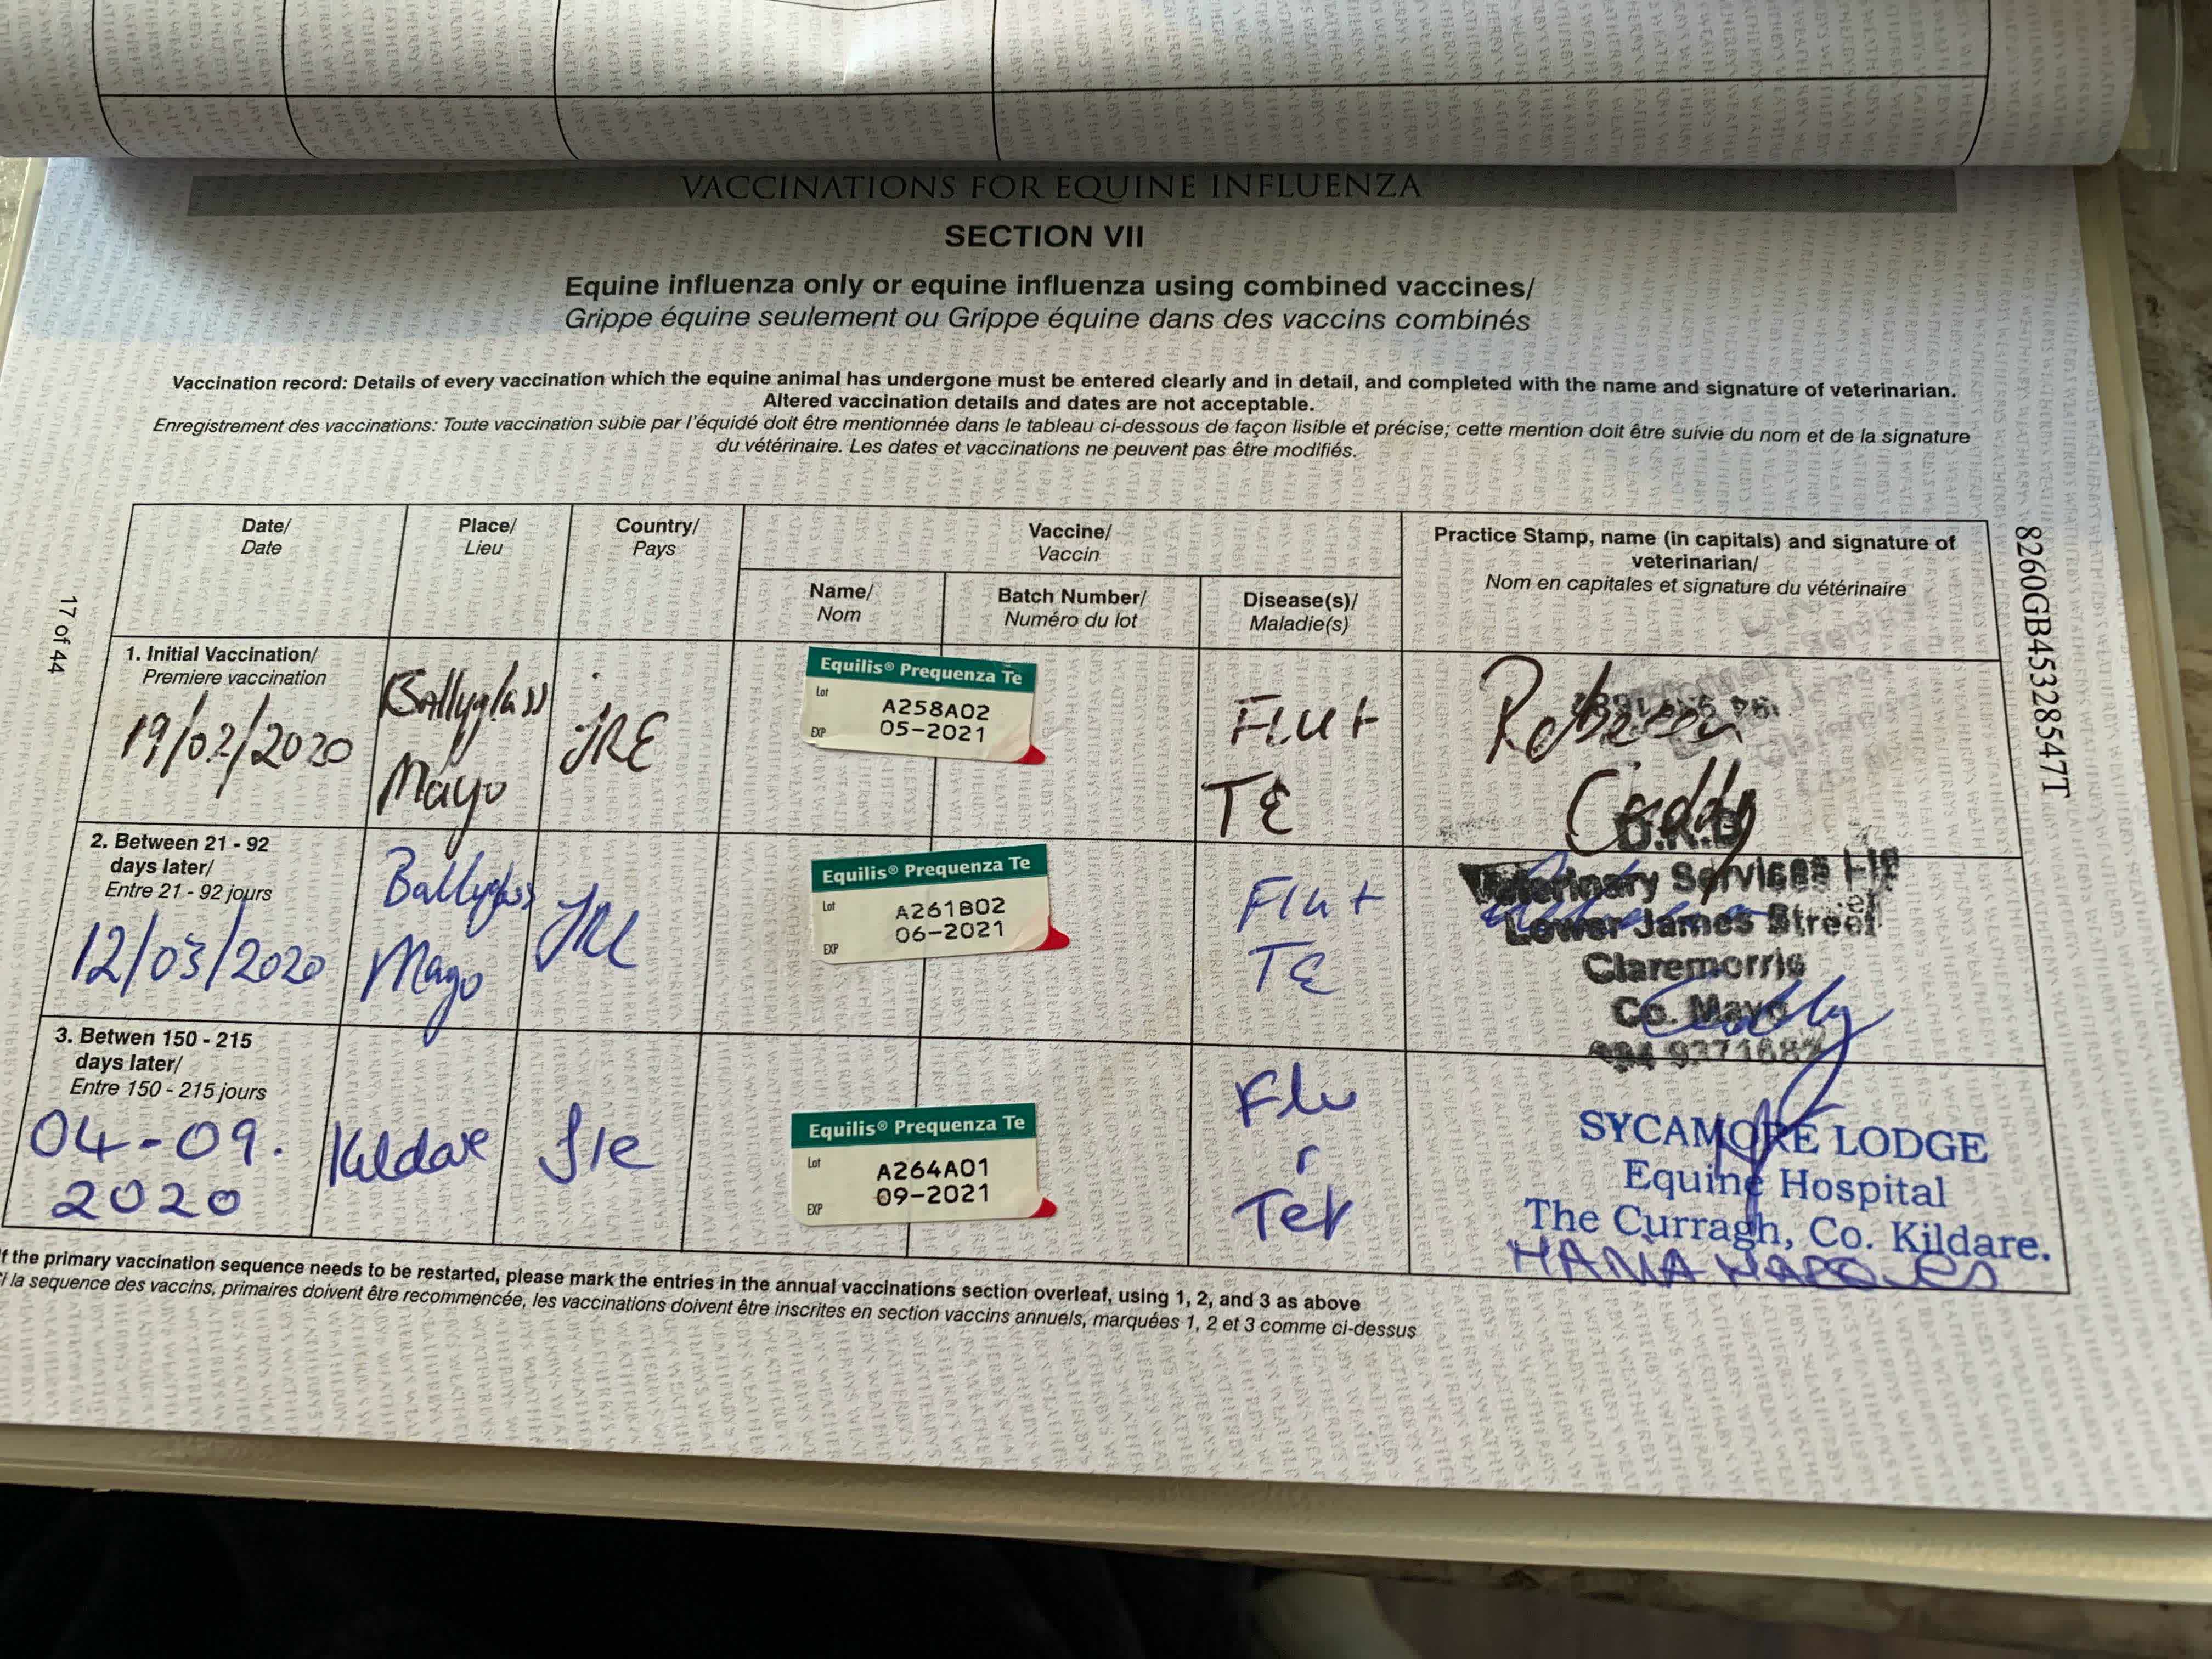 VACCINATIONS FOR EQUINE INFLUENZA
SECTION VII
Equine influenza only or equine influenza using combined vaccines/
Grippe équine seulement ou Grippe équine dans des vaccins combinés
Vaccination record: Details of every vaccination which the equine animal has undergone must be entered clearly and in detail, and completed with the name and signature of veterinarian.
Altered vaccination details and dates are not acceptable.
Enregistrement des vaccinations: Toute vaccination subie par l'équidé doit être mentionnée dans le tableau ci-dessous de façon lisible et précise; cette mention doit être suivie du nom et de la signature
du vétérinaire. Les dates et vaccinations ne peuvent pas être modifiés.
17 of 44
8260GB45328547T
Date/
Date
Place/
Lieu
Country/
Pays
Vaccine/
Vaccin
Name/
Nom
Batch Number/
Numéro du lot
Disease(s)/
Maladie(s)
Practice Stamp, name (in capitals) and signature of
veterinarian/
Nom en capitales et signature du vétérinaire
1. Initial Vaccination/
Premiere vaccination
19/02/2020
Ballyglass
Mayo
IRE
Equilis® Prequenza Te
Lot
A258A02
EXP
05-2021
Flu +
TE
Rebecca
Caddy
2. Between 21 - 92
days later/
Entre 21 - 92 jours
12/03/2020
Ballyglass
Mayo
IRE
Equilis® Prequenza Te
Lot
A261B02
06-2021
EXP
Flu +
TE
D.R.D
Veterinary Services
Lower James Street
Claremorris
Co. Mayo
094 9371687
Caddy
3. Betwen 150 - 215
days later/
Entre 150 - 215 jours
04-09.
2020
Kildare
Ire
Equilis® Prequenza Te
Lot
A264A01
09-2021
EXP
Flu
+
Tet
SYCAMORE LODGE
Equine Hospital
The Curragh, Co. Kildare.
If the primary vaccination sequence needs to be restarted, please mark the entries in the annual vaccinations section overleaf, using 1, 2, and 3 as above
la sequence des vaccins, primaires doivent être recommencée, les vaccinations doivent être inscrites en section vaccins annuels, marquées 1, 2 et 3 comme ci-dessus